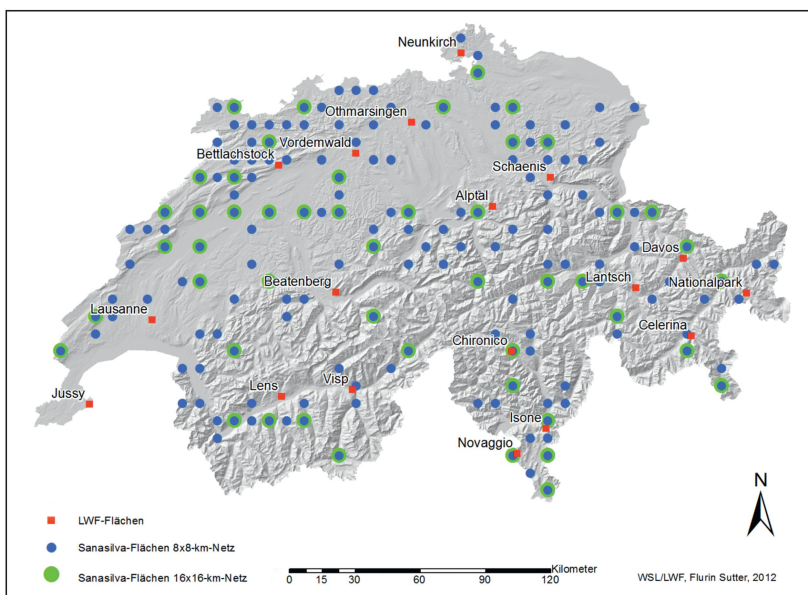 Neunkirch
Othmarsingen
Vordemwald
Bettlachstock
Schaenis
Alptal
Davos
Lantsch
Nationalpark
Beatenberg
Lausanne
Celerina
Chironico
Visp
Lens
Jussy
Isone
Novaggio
N
LWF-Flächen
Sanasilva-Flächen 8x8-km-Netz
Sanasilva-Flächen 16x16-km-Netz
Kilometer
0 15 30 60 90 120
WSL/LWF, Flurin Sutter, 2012